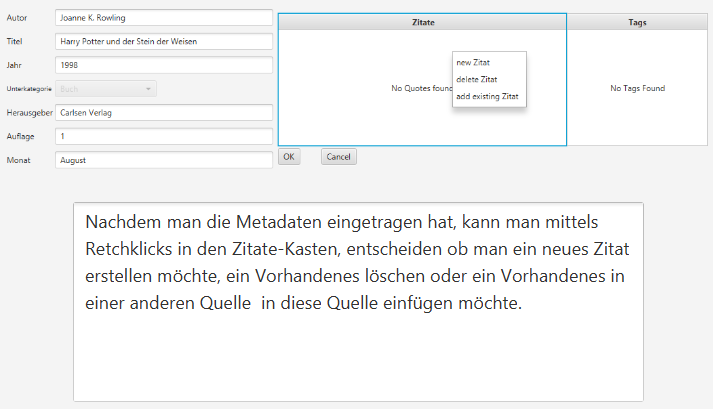 Autor Joanne K. Rowling
Titel Harry Potter und der Stein der Weisen
Jahr 1998
Unterkategorie Buch
Herausgeber Carlsen Verlag
Auflage 1
Monat August
Zitate Tags
new Zitat
delete Zitat
add existing Zitat
No Quotes found
No Tags Found
OK Cancel
Nachdem man die Metadaten eingetragen hat, kann man mittels
Retchklicks in den Zitate-Kasten, entscheiden ob man ein neues Zitat
erstellen möchte, ein Vorhandenes löschen oder ein Vorhandenes in
einer anderen Quelle  in diese Quelle einfügen möchte.